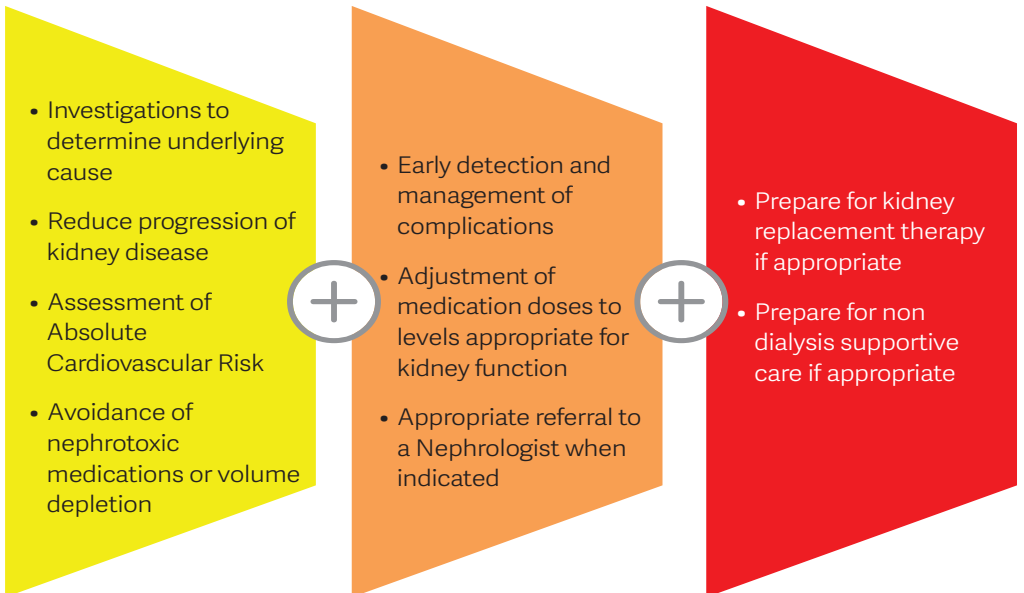 • Investigations to
determine underlying
cause
• Reduce progression of
kidney disease
• Assessment of
Absolute
Cardiovascular Risk
• Avoidance of
nephrotoxic
medications or volume
depletion
• Early detection and
management of
complications
• Adjustment of
medication doses to
levels appropriate for
kidney function
• Appropriate referral to
a Nephrologist when
indicated
• Prepare for kidney
replacement therapy
if appropriate
• Prepare for non
dialysis supportive
care if appropriate